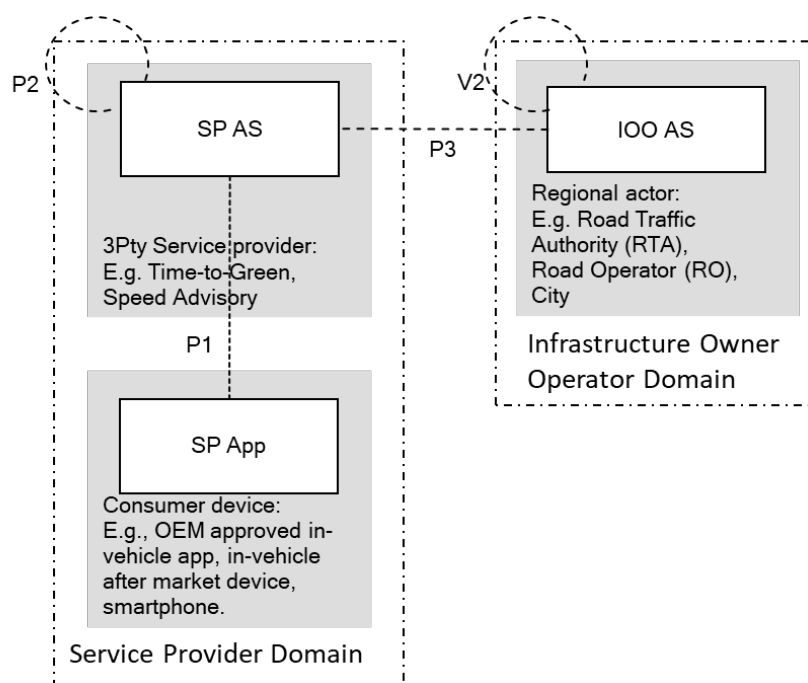 P2
SP AS
P3
V2
IOO AS
3Pty Service provider:
E.g. Time-to-Green,
Speed Advisory
Regional actor:
E.g. Road Traffic
Authority (RTA),
Road Operator (RO),
City
P1
Infrastructure Owner
Operator Domain
SP App
Consumer device:
E.g., OEM approved in-
vehicle app, in-vehicle
after market device,
smartphone.
Service Provider Domain